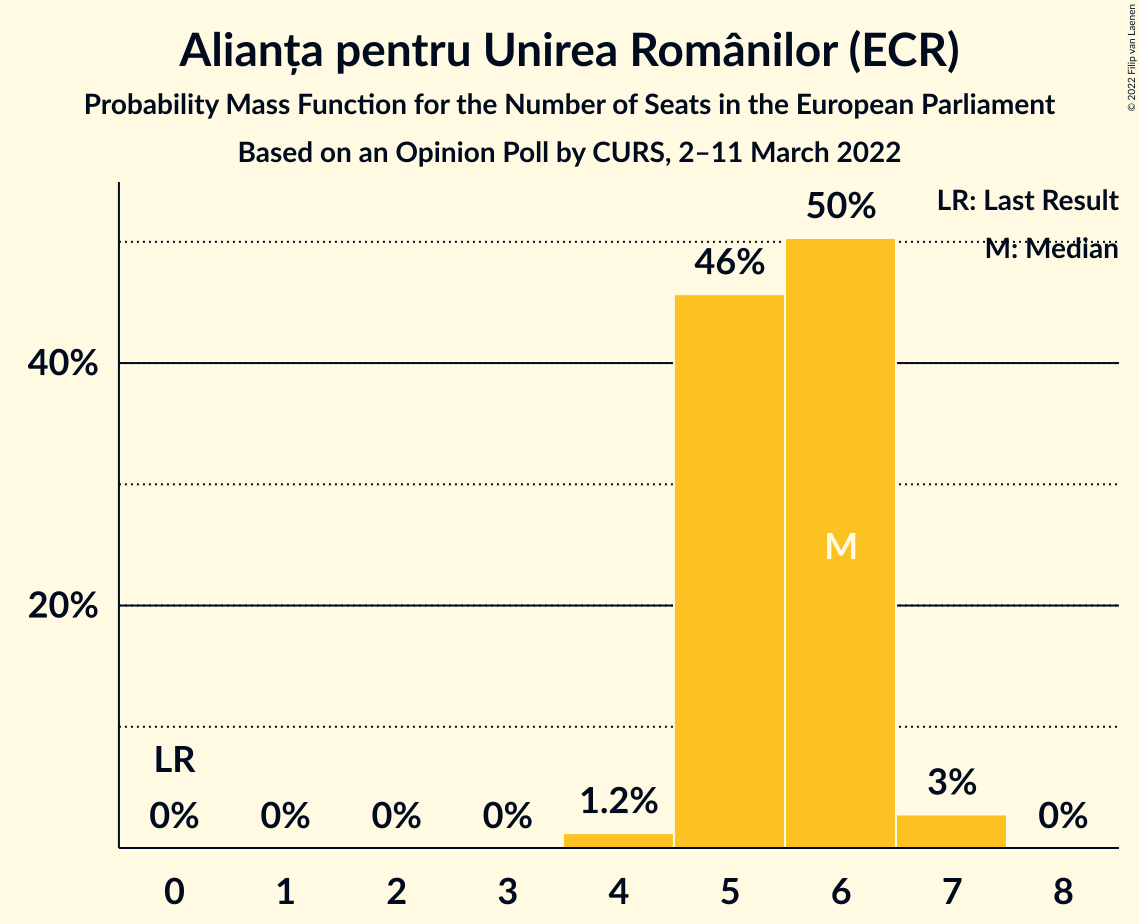 Alianța pentru Unirea Românilor (ECR)
Probability Mass Function for the Number of Seats in the European Parliament
Based on an Opinion Poll by CURS, 2–11 March 2022
© 2022 Filip van Laenen
LR: Last Result
M: Median
50%
46%
40%
M
20%
LR
0%
0%
0%
0%
1.2%
3%
0%
0 1 2 3 4 5 6 7 8